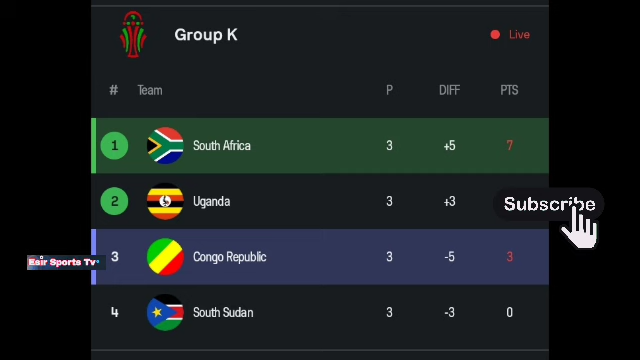 Group K
Live
# Team P DIFF PTS
1 South Africa 3 +5 7
2 Uganda 3 +3
Subscribe
3 Congo Republic 3 -5 3
Esir Sports Tv
4 South Sudan 3 -3 0